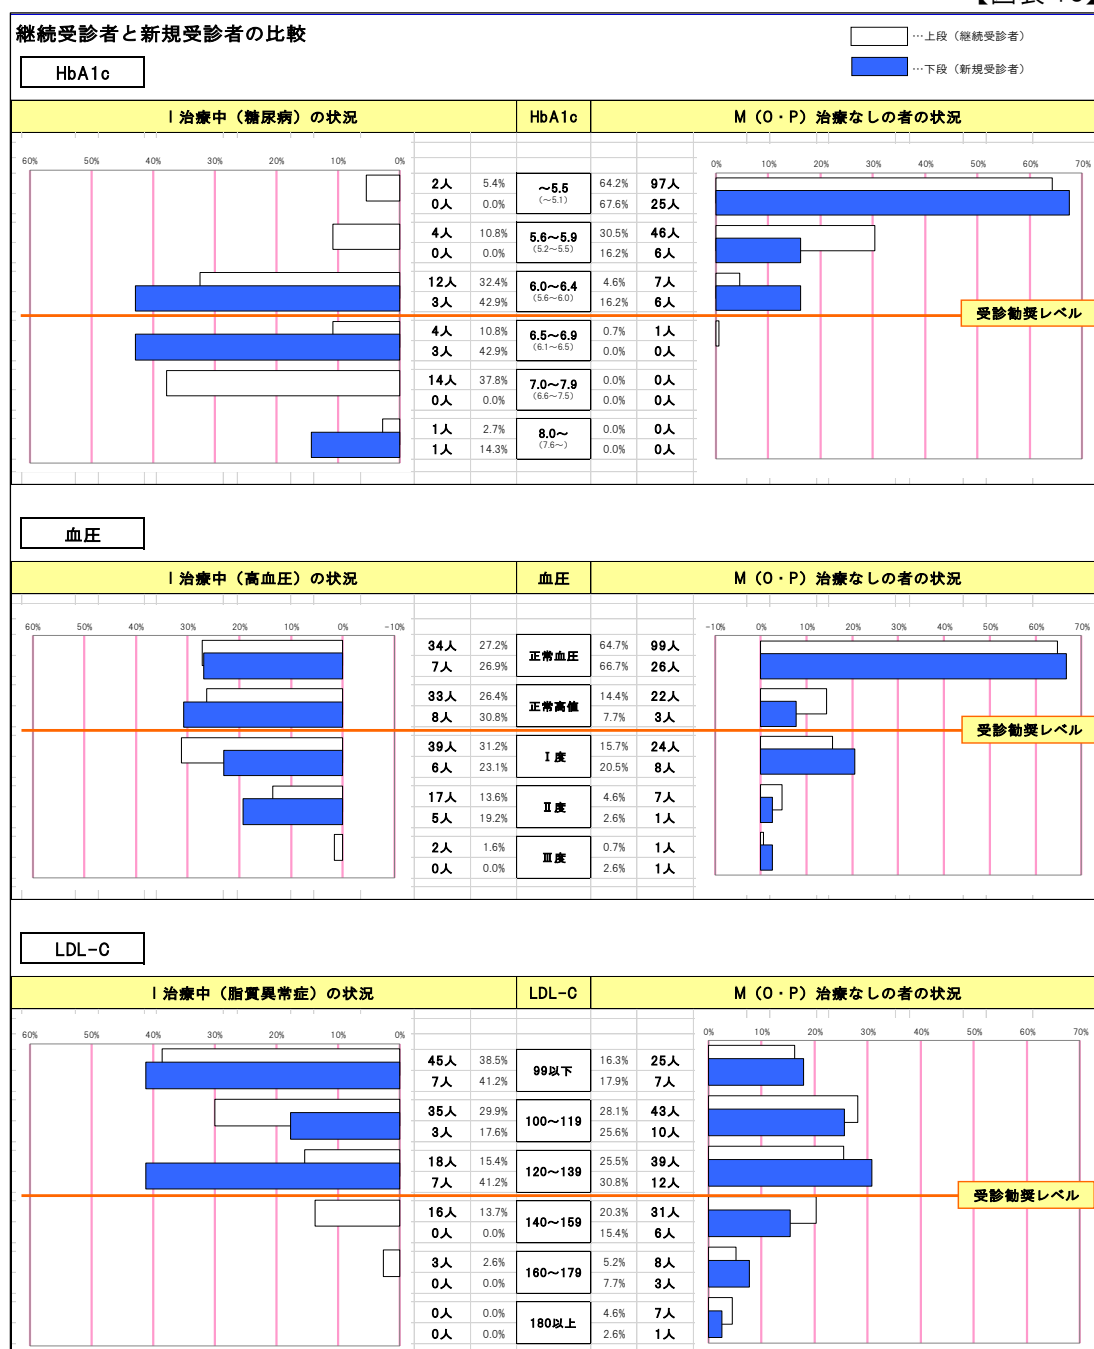 継続受診者と新規受診者の比較
…上段（継続受診者）
…下段（新規受診者）
HbA1c
Ⅰ治療中（糖尿病）の状況 HbA1c M（O・P）治療なしの者の状況
60% 50% 40% 30% 20% 10% 0% 0% 10% 20% 30% 40% 50% 60% 70%
2人 5.4% ～5.5 64.2% 97人
0人 0.0% （～5.1） 67.6% 25人
4人 10.8% 5.6～5.9 30.5% 46人
0人 0.0% （5.2～5.5） 16.2% 6人
12人 32.4% 6.0～6.4 4.6% 7人
3人 42.9% （5.6～6.0） 16.2% 6人
受診勧奨レベル
4人 10.8% 6.5～6.9 0.7% 1人
3人 42.9% （6.1～6.5） 0.0% 0人
14人 37.8% 7.0～7.9 0.0% 0人
0人 0.0% （6.6～7.5） 0.0% 0人
1人 2.7% 8.0～ 0.0% 0人
1人 14.3% （7.6～） 0.0% 0人
血圧
Ⅰ治療中（高血圧）の状況 血圧 M（O・P）治療なしの者の状況
60% 50% 40% 30% 20% 10% 0% -10% -10% 0% 10% 20% 30% 40% 50% 60% 70%
34人 27.2% 正常血圧 64.7% 99人
7人 26.9% 66.7% 26人
33人 26.4% 正常高値 14.4% 22人
8人 30.8% 7.7% 3人
受診勧奨レベル
39人 31.2% Ⅰ度 15.7% 24人
6人 23.1% 20.5% 8人
17人 13.6% Ⅱ度 4.6% 7人
5人 19.2% 2.6% 1人
2人 1.6% Ⅲ度 0.7% 1人
0人 0.0% 2.6% 1人
LDL-C
Ⅰ治療中（脂質異常症）の状況 LDL-C M（O・P）治療なしの者の状況
60% 50% 40% 30% 20% 10% 0% 0% 10% 20% 30% 40% 50% 60% 70%
45人 38.5% 99以下 16.3% 25人
7人 41.2% 17.9% 7人
35人 29.9% 100～119 28.1% 43人
3人 17.6% 25.6% 10人
18人 15.4% 120～139 25.5% 39人
7人 41.2% 30.8% 12人
受診勧奨レベル
16人 13.7% 140～159 20.3% 31人
0人 0.0% 15.4% 6人
3人 2.6% 160～179 5.2% 8人
0人 0.0% 7.7% 3人
0人 0.0% 180以上 4.6% 7人
0人 0.0% 2.6% 1人